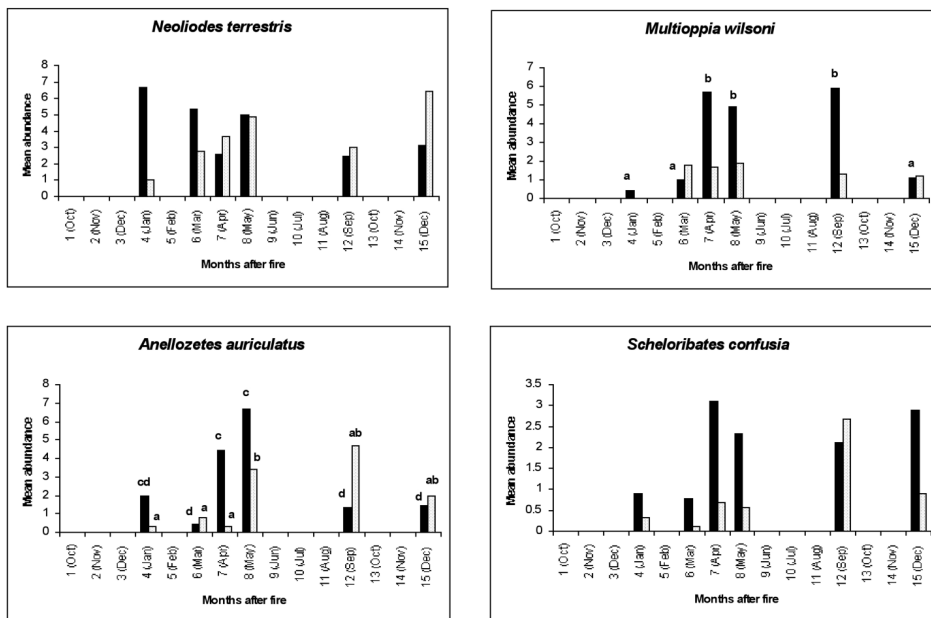 Neoliodes terrestris
Mean abundance
8
7
6
5
4
3
2
1
0
1 (Oct)
2 (Nov)
3 (Dec)
4 (Jan)
5 (Feb)
6 (Mar)
7 (Apr)
8 (May)
9 (Jun)
10 (Jul)
11 (Aug)
12 (Sep)
13 (Oct)
14 (Nov)
15 (Dec)
Months after fire
Multioppia wilsoni
Mean abundance
7
6
5
4
3
2
1
0
a
a
b
b
b
a
1 (Oct)
2 (Nov)
3 (Dec)
4 (Jan)
5 (Feb)
6 (Mar)
7 (Apr)
8 (May)
9 (Jun)
10 (Jul)
11 (Aug)
12 (Sep)
13 (Oct)
14 (Nov)
15 (Dec)
Months after fire
Anellozetes auriculatus
Mean abundance
8
7
6
5
4
3
2
1
0
cd
a
d
a
c
a
c
b
d
ab
d
ab
1 (Oct)
2 (Nov)
3 (Dec)
4 (Jan)
5 (Feb)
6 (Mar)
7 (Apr)
8 (May)
9 (Jun)
10 (Jul)
11 (Aug)
12 (Sep)
13 (Oct)
14 (Nov)
15 (Dec)
Months after fire
Scheloribates confusia
Mean abundance
3.5
3
2.5
2
1.5
1
0.5
0
1 (Oct)
2 (Nov)
3 (Dec)
4 (Jan)
5 (Feb)
6 (Mar)
7 (Apr)
8 (May)
9 (Jun)
10 (Jul)
11 (Aug)
12 (Sep)
13 (Oct)
14 (Nov)
15 (Dec)
Months after fire